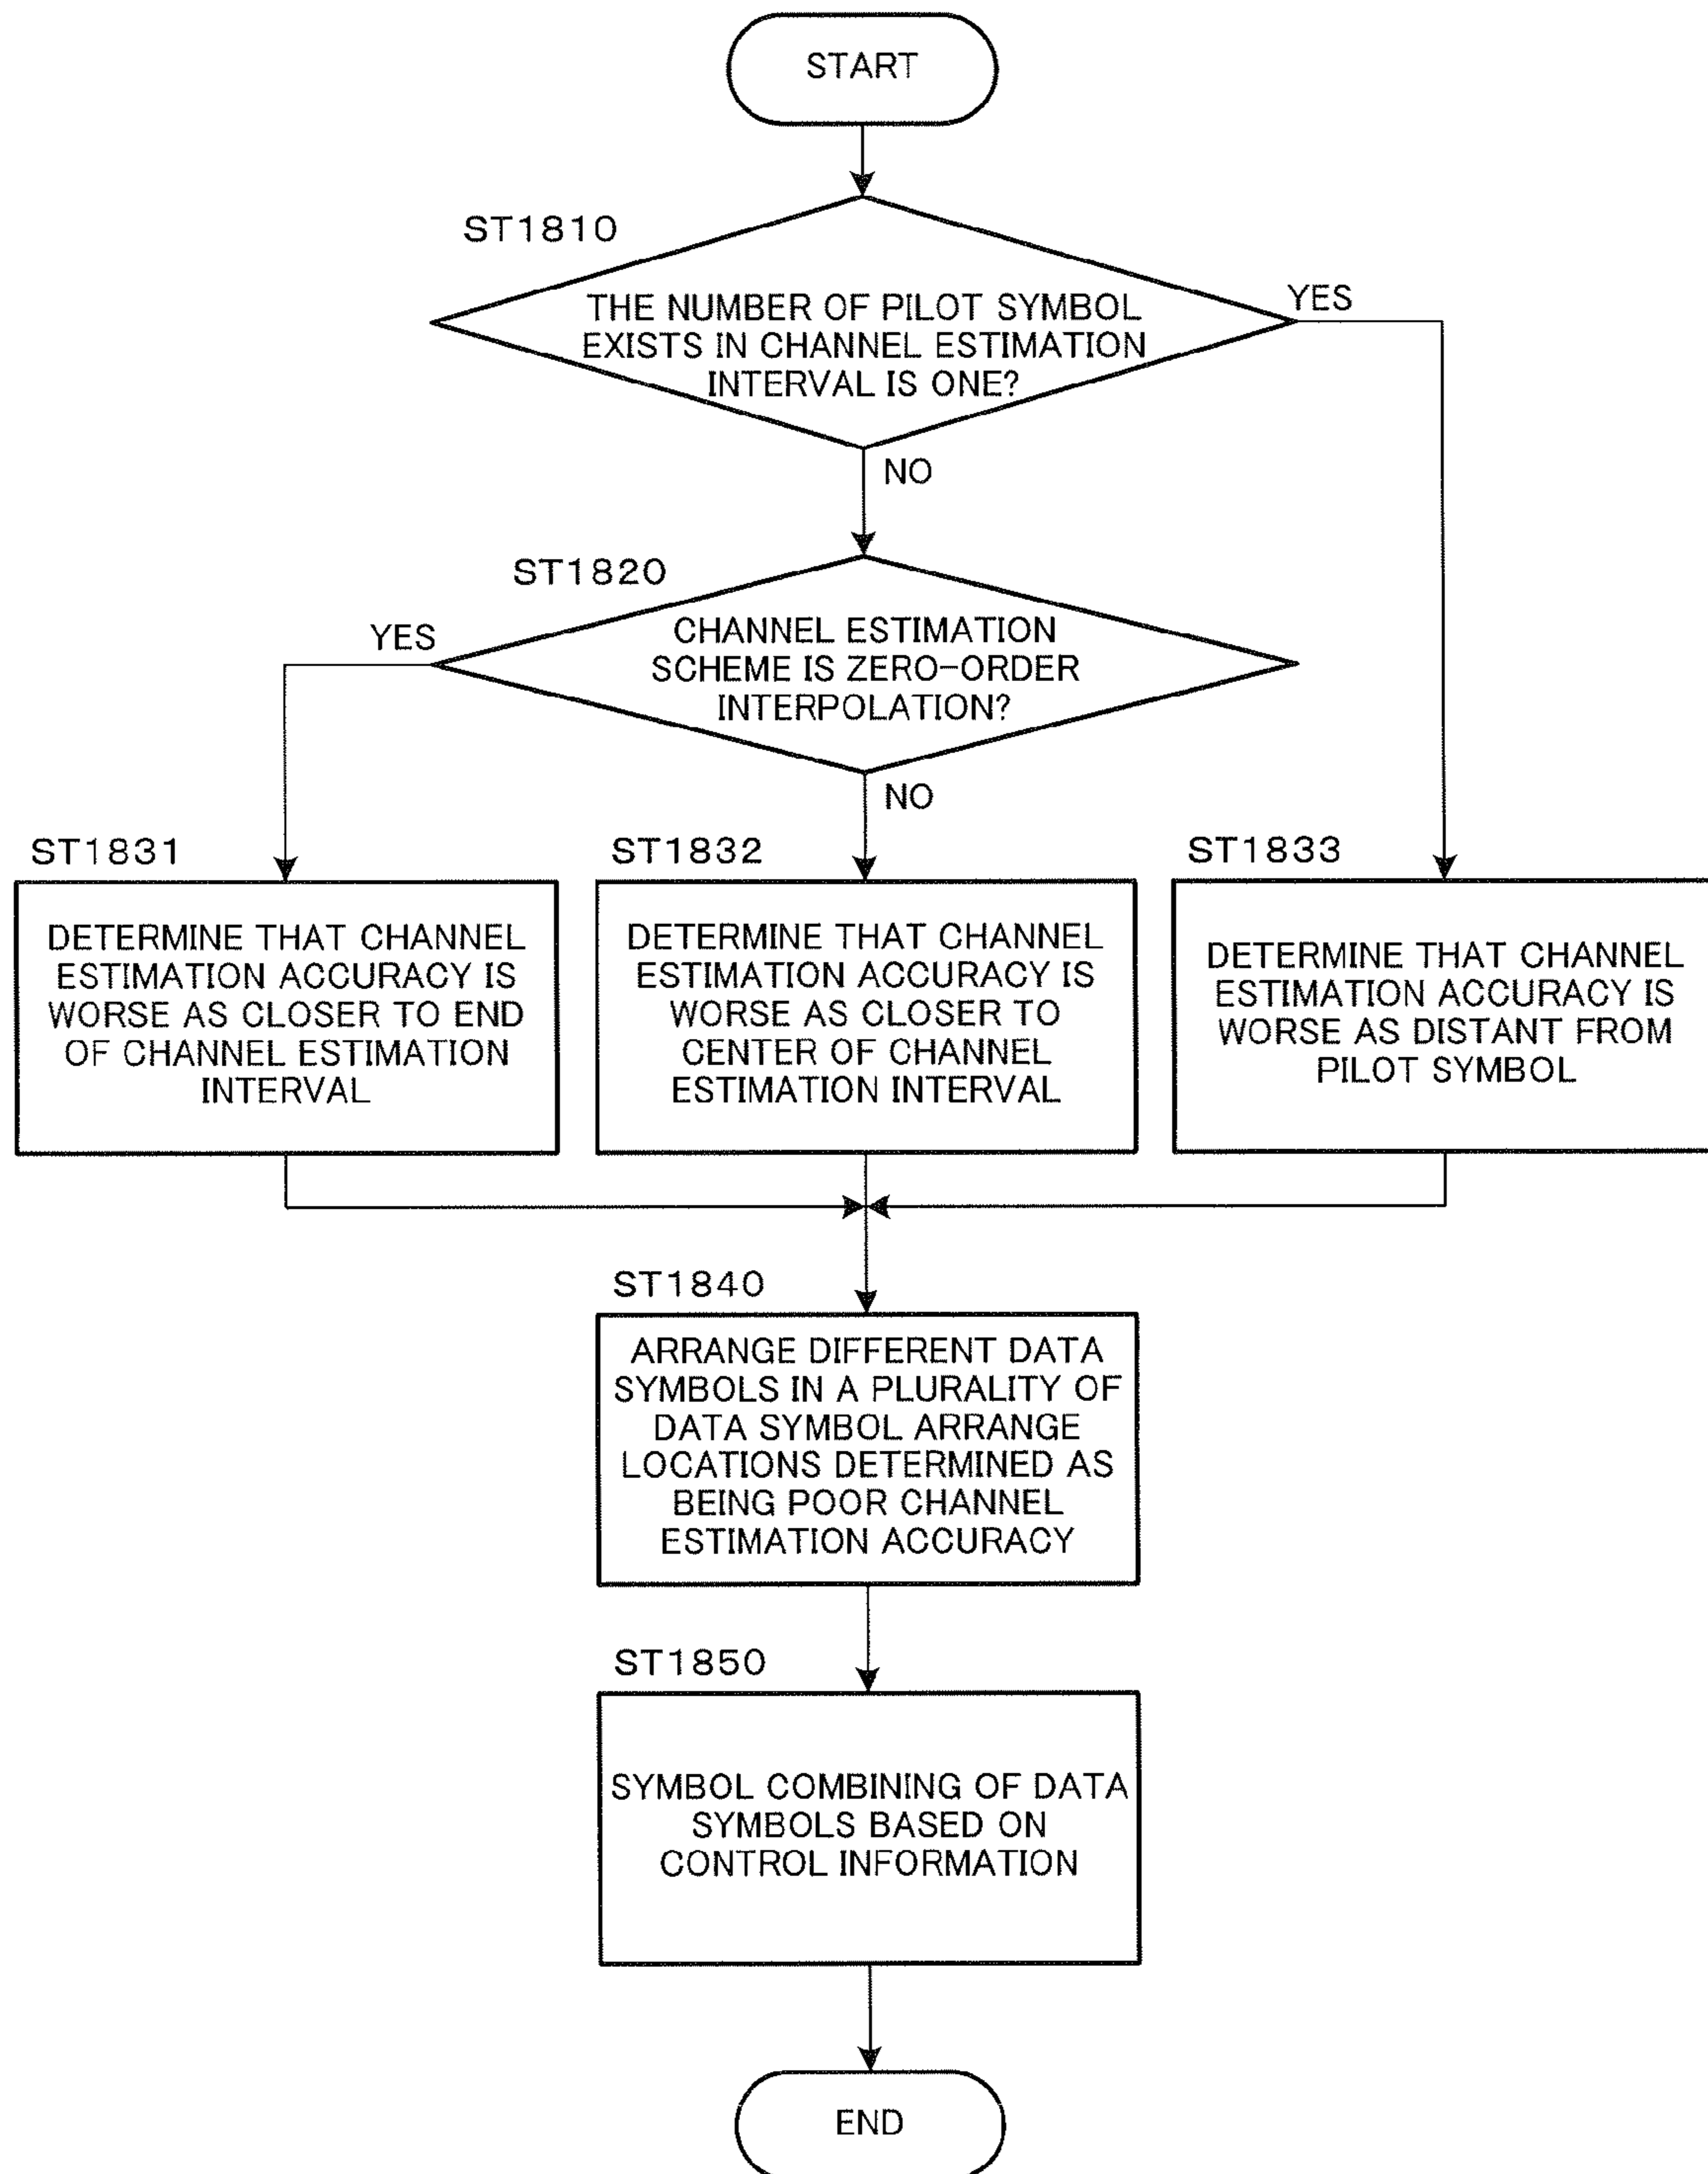 START
ST1810
THE NUMBER OF PILOT SYMBOL
EXISTS IN CHANNEL ESTIMATION
INTERVAL IS ONE?
YES
NO
ST1820
CHANNEL ESTIMATION
SCHEME IS ZERO-ORDER
INTERPOLATION?
YES
NO
ST1831
DETERMINE THAT CHANNEL
ESTIMATION ACCURACY IS
WORSE AS CLOSER TO END
OF CHANNEL ESTIMATION
INTERVAL
ST1832
DETERMINE THAT CHANNEL
ESTIMATION ACCURACY IS
WORSE AS CLOSER TO
CENTER OF CHANNEL
ESTIMATION INTERVAL
ST1833
DETERMINE THAT CHANNEL
ESTIMATION ACCURACY IS
WORSE AS DISTANT FROM
PILOT SYMBOL
ST1840
ARRANGE DIFFERENT DATA
SYMBOLS IN A PLURALITY OF
DATA SYMBOL ARRANGE
LOCATIONS DETERMINED AS
BEING POOR CHANNEL
ESTIMATION ACCURACY
ST1850
SYMBOL COMBINING OF DATA
SYMBOLS BASED ON
CONTROL INFORMATION
END